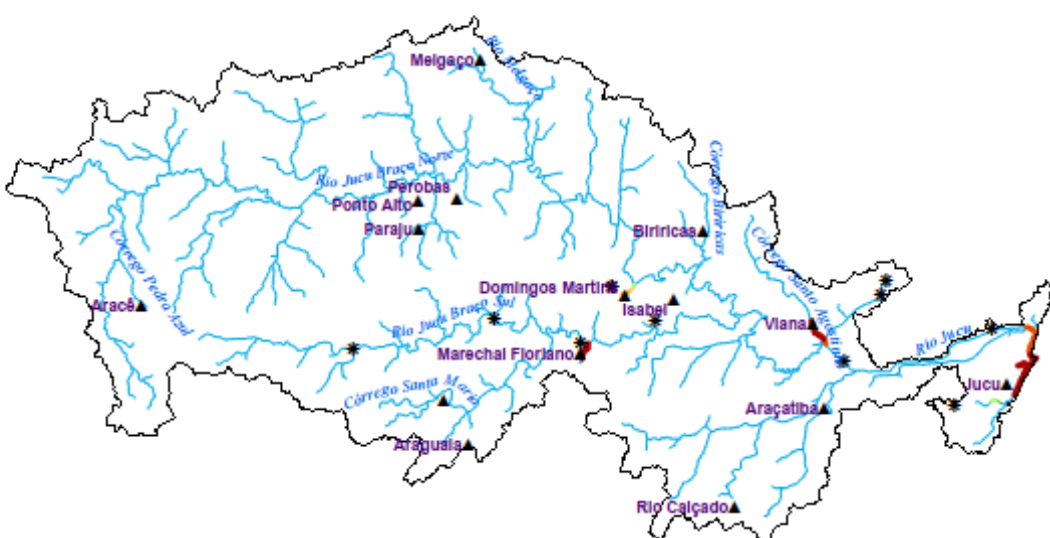 Melgaço
Rio Melgaço
Córrego Biriricas
Rio Jucu Braço Norte
Perobas
Ponto Alto
Paraju
Biriricas
Córrego Pedra Azul
Córrego Santo Agostinho
Domingos Martins
Aracê
Isabel
Rio Jucu Braço Sul
Viana
Rio Jucu
Marechal Floriano
Córrego Santa Maria
Jucu
Araçatiba
Araguaia
Rio Calçado